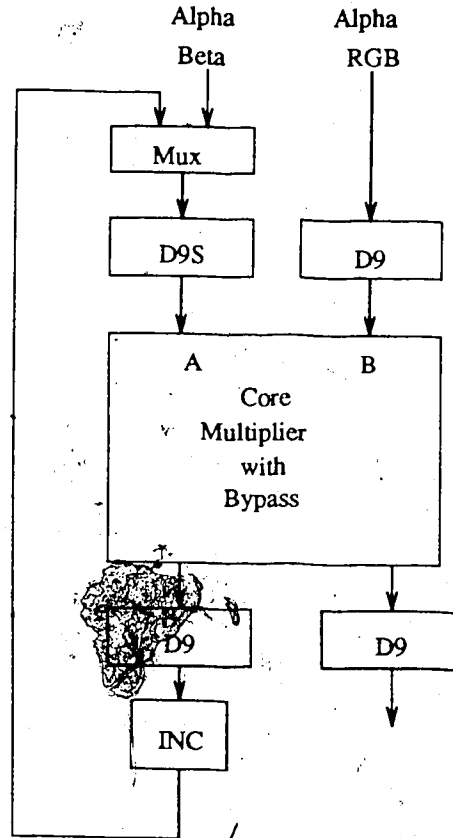 Alpha Alpha
Beta RGB
Mux
D9S D9
A B
Core
Multiplier
with
Bypass
D9 D9
INC